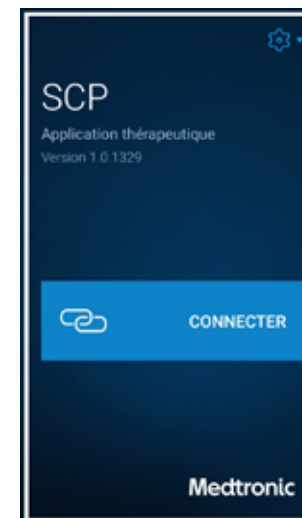 SCP
Application thérapeutique
Version 1.0.1329
CONNECTER
Medtronic